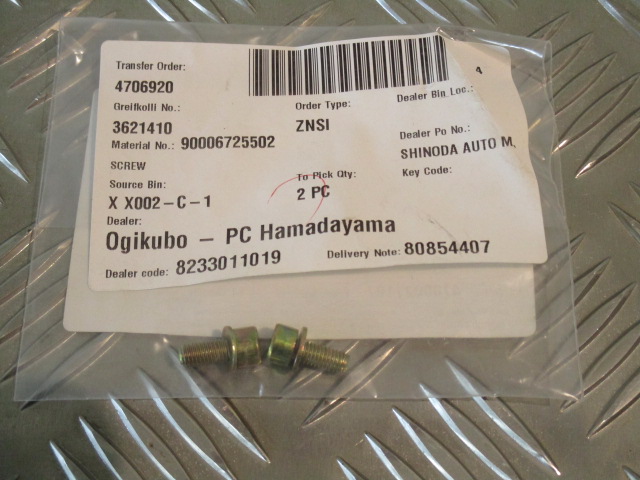 Transfer Order:
4706920
4
Greifkolli No.:
Order Type:
Dealer Bin Loc.:
3621410
ZNSI
Material No.: 90006725502
Dealer Po No.:
SCREW
SHINODA AUTO M,
Source Bin:
To Pick Qty:
Key Code:
X X002-C-1
2 PC
Dealer:
Ogikubo - PC Hamadayama
Dealer code: 8233011019
Delivery Note: 80854407